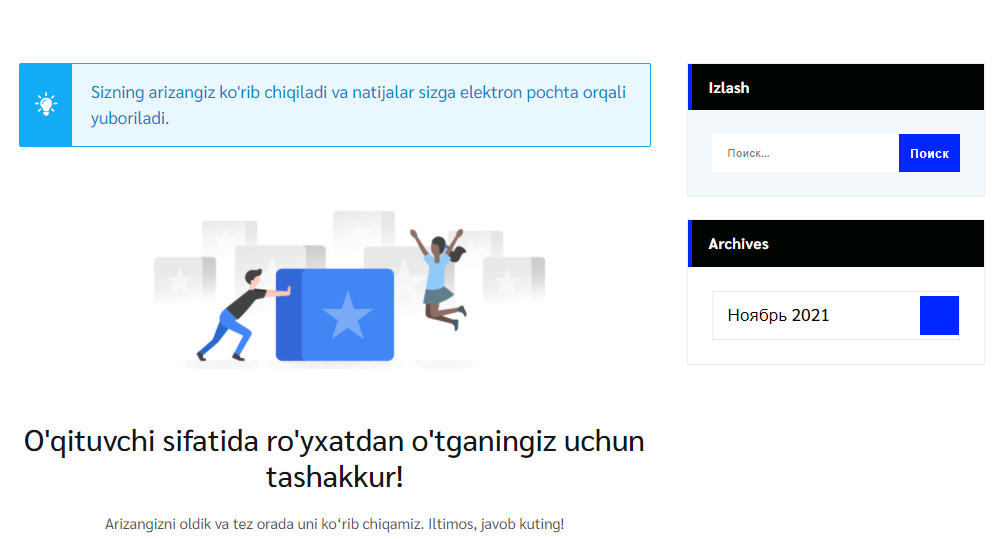 Sizning arizangiz ko'rib chiqiladi va natijalar sizga elektron pochta orqali
yuboriladi.
O'qituvchi sifatida ro'yxatdan o'tganingiz uchun
tashakkur!
Arizangizni oldik va tez orada uni ko‘rib chiqamiz. Iltimos, javob kuting!
Izlash
Поиск…
Поиск
Archives
Ноябрь 2021